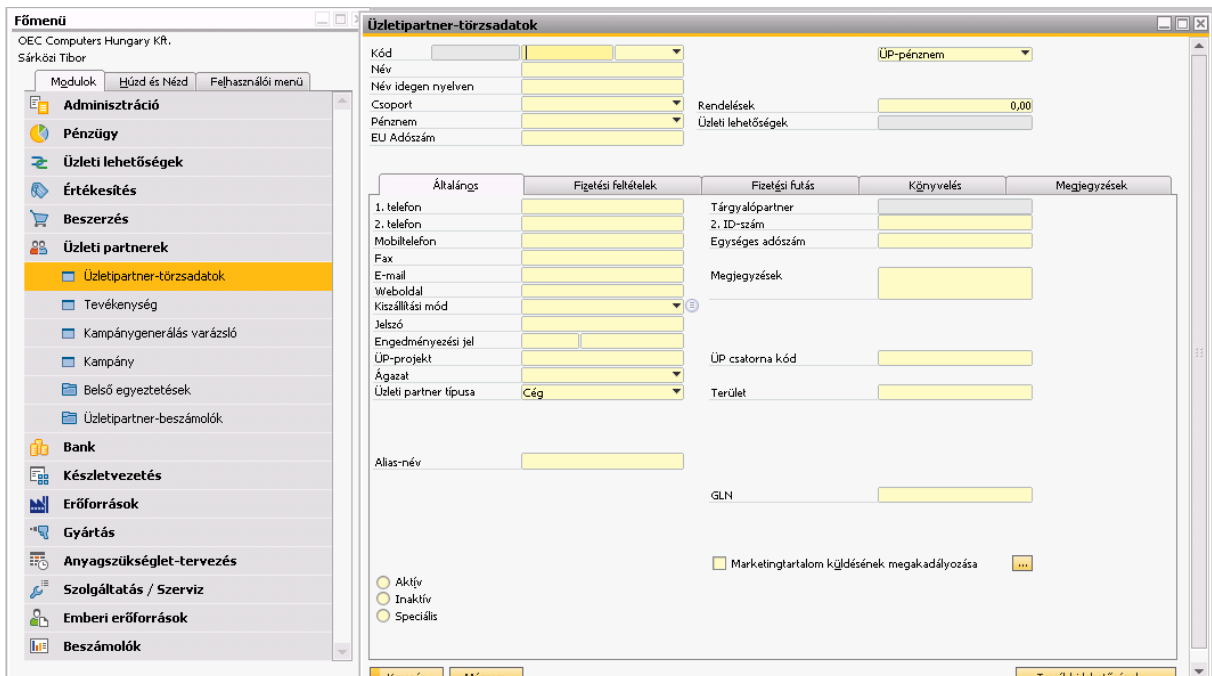 Főmenü
OEC Computers Hungary Kft.
Sárközi Tibor
Modulok Húzd és Nézd Felhasználói menü
Adminisztráció
Pénzügy
Üzleti lehetőségek
Értékesítés
Beszerzés
Üzleti partnerek
Üzletipartner-törzsadatok
Tevékenység
Kampánygenerálás varázsló
Kampány
Belső egyeztetések
Üzletipartner-beszámolók
Bank
Készletvezetés
Erőforrások
Gyártás
Anyagszükséglet-tervezés
Szolgáltatás / Szerviz
Emberi erőforrások
Beszámolók
Üzletipartner-törzsadatok
Kód ÜP-pénznem
Név
Név idegen nyelven
Csoport Rendelések 0,00
Pénznem Üzleti lehetőségek
EU Adószám
Általános Fizetési feltételek Fizetési futás Könyvelés Megjegyzések
1. telefon Tárgyalópartner
2. telefon 2. ID-szám
Mobiltelefon Egységes adószám
Fax
E-mail Megjegyzések
Weboldal
Kiszállítási mód
Jelszó
Engedményezési jel
ÜP-projekt ÜP csatorna kód
Ágazat
Üzleti partner típusa Cég Terület
Alias-név
GLN
Marketingtartalom küldésének megakadályozása ...
Aktív
Inaktív
Speciális